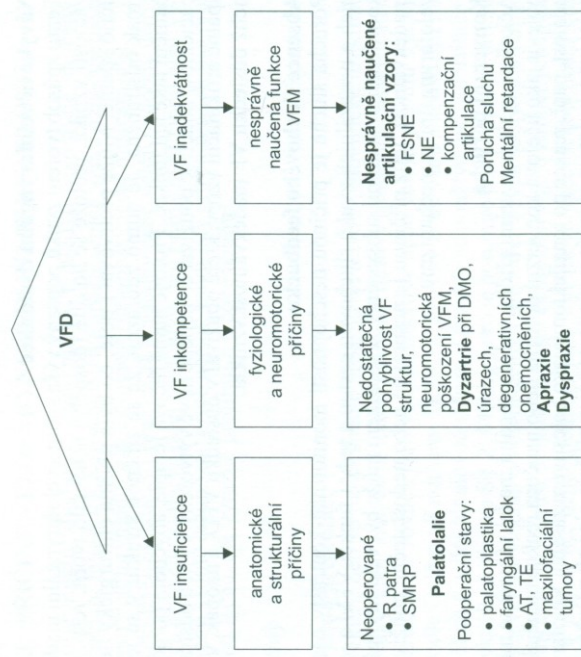 VFD
VF insuficience
anatomické
a strukturální
příčiny
Neoperované
• R patra
• SMRP
Palatolalie
Pooperační stavy:
• palatoplastika
• faryngální lalok
• AT, TE
• maxilofaciální
tumory
VF inkompetence
fyziologické
a neuromotorické
příčiny
Nedostatečná
pohyblivost VF
struktur,
neuromotorická
poškození VFM,
Dyzartrie při DMO,
úrazech,
degenerativních
onemocněních,
Apraxie
Dyspraxie
VF inadekvátnost
nesprávně
naučená funkce
VFM
Nesprávně naučené
artikulační vzory:
• FSNE
• NE
• kompenzační
artikulace
Porucha sluchu
Mentální retardace